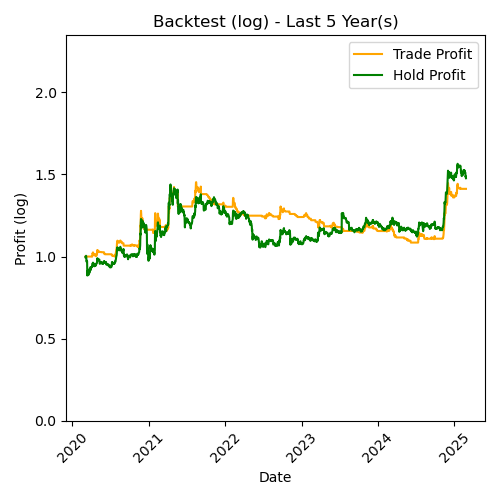 Backtest (log) - Last 5 Year(s)
Trade Profit
Hold Profit
Profit (log)
2.0
1.5
1.0
0.5
0.0
2020
2021
2022
2023
2024
2025
Date